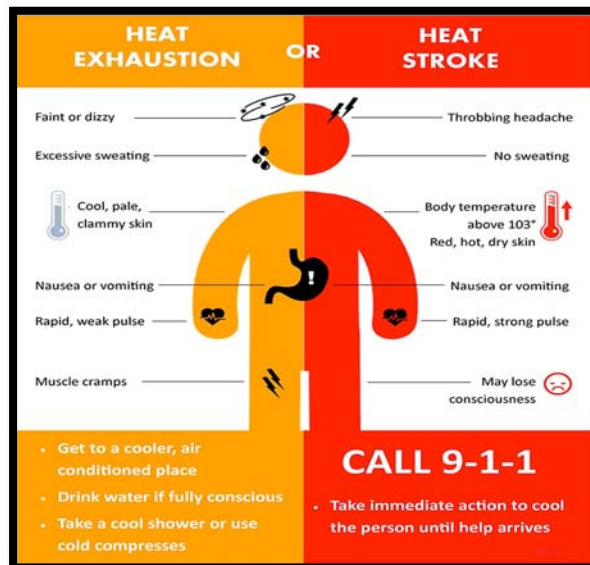 HEAT
EXHAUSTION
OR
HEAT
STROKE
Faint or dizzy
Throbbing headache
Excessive sweating
No sweating
Cool, pale,
clammy skin
Body temperature
above 103°
Red, hot, dry skin
Nausea or vomiting
Nausea or vomiting
Rapid, weak pulse
Rapid, strong pulse
Muscle cramps
May lose
consciousness
• Get to a cooler, air
conditioned place
• Drink water if fully conscious
• Take a cool shower or use
cold compresses
CALL 9-1-1
• Take immediate action to cool
the person until help arrives